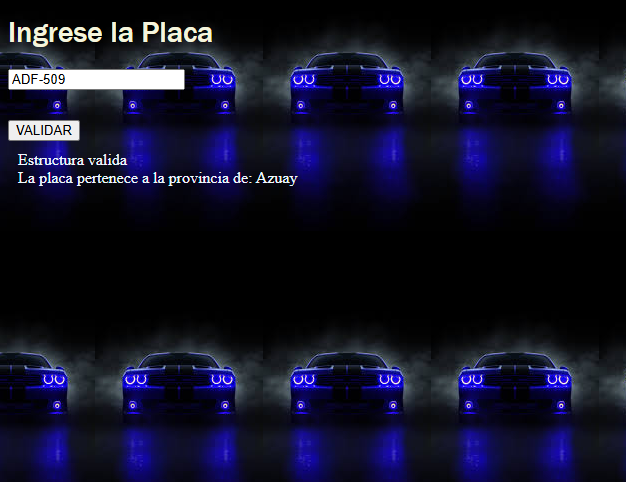 Ingrese la Placa
ADF-509
VALIDAR
Estructura valida
La placa pertenece a la provincia de: Azuay